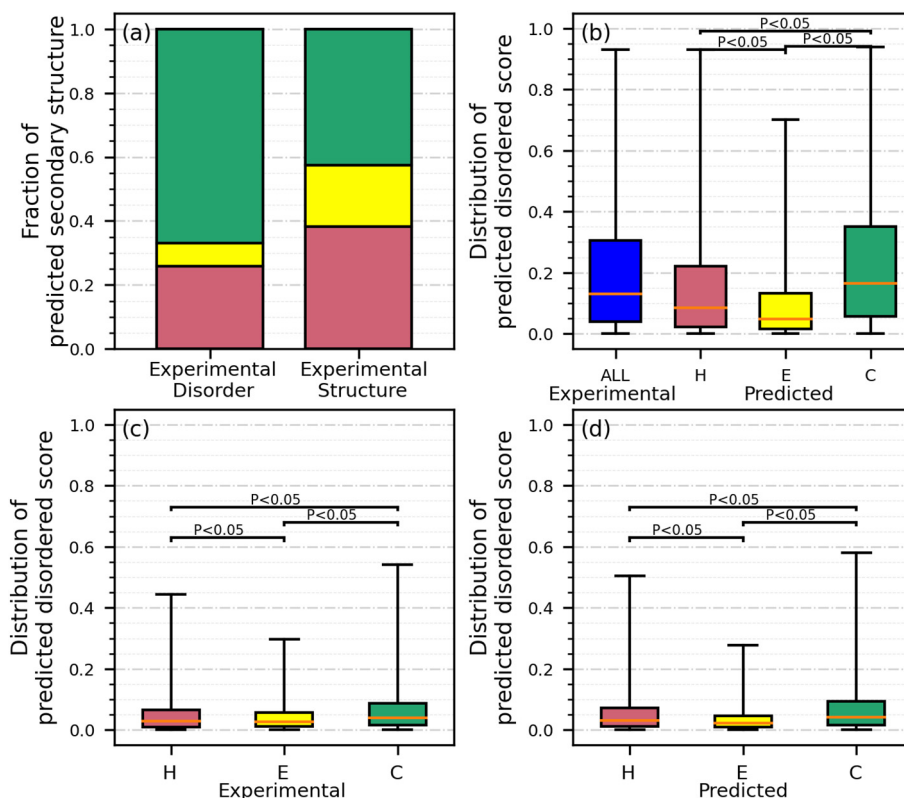 (a)
Fraction of
predicted secondary structure
1.0
0.8
0.6
0.4
0.2
0.0
Experimental
Disorder
Experimental
Structure
(b)
Distribution of
predicted disordered score
1.0
0.8
0.6
0.4
0.2
0.0
P<0.05
P<0.05
P<0.05
ALL
H
E
C
Experimental
Predicted
(c)
Distribution of
predicted disordered score
1.0
0.8
0.6
0.4
0.2
0.0
P<0.05
P<0.05
P<0.05
H
E
C
Experimental
(d)
Distribution of
predicted disordered score
1.0
0.8
0.6
0.4
0.2
0.0
P<0.05
P<0.05
P<0.05
H
E
C
Predicted